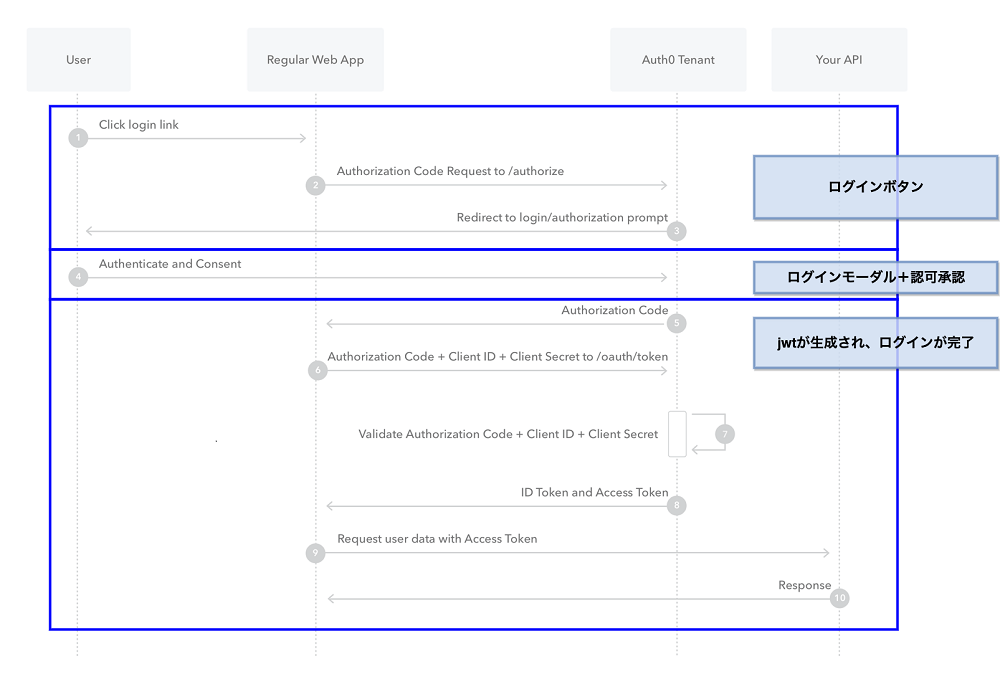 User
Regular Web App
Auth0 Tenant
Your API
Click login link
1
Authorization Code Request to /authorize
2
ログインボタン
Redirect to login/authorization prompt
3
Authenticate and Consent
4
ログインモーダル＋認可承認
Authorization Code
5
jwtが生成され、ログインが完了
Authorization Code + Client ID + Client Secret to /oauth/token
6
Validate Authorization Code + Client ID + Client Secret
7
ID Token and Access Token
8
Request user data with Access Token
9
Response
10